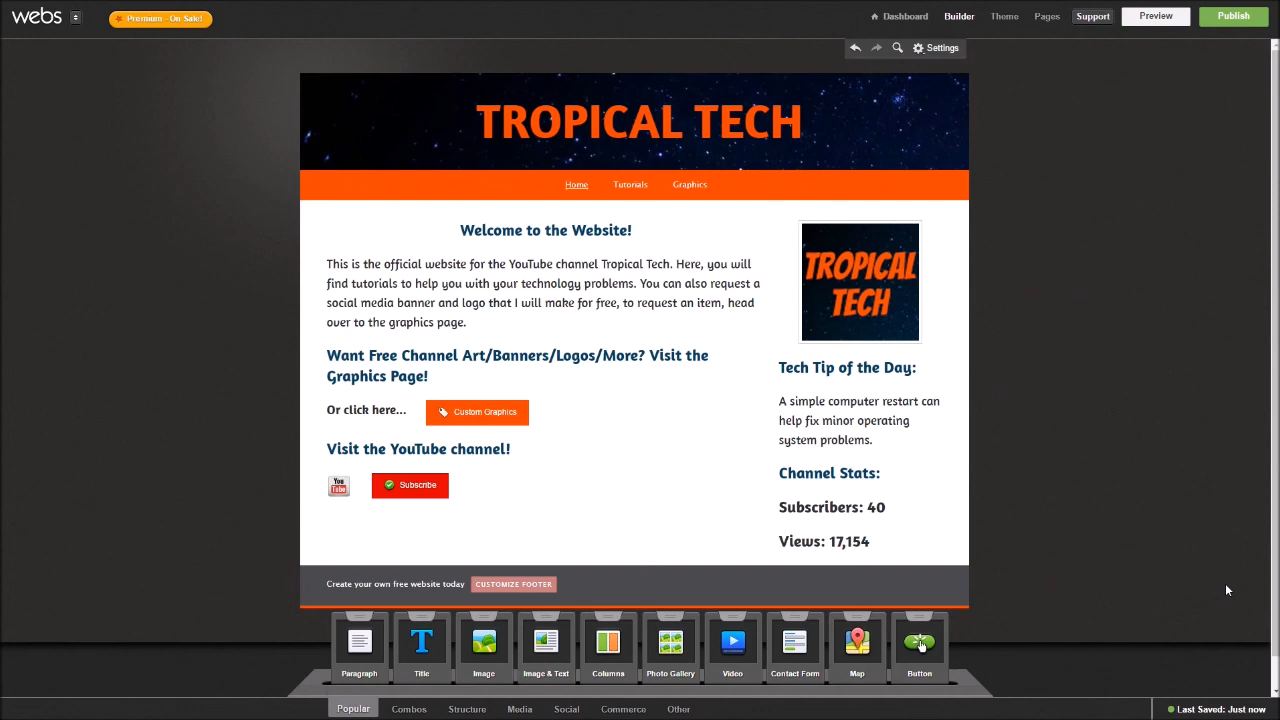 webs
Premium - On Sale!
Dashboard Builder Theme Pages Support Preview Publish
Settings
TROPICAL TECH
Home Tutorials Graphics
Welcome to the Website!
This is the official website for the YouTube channel Tropical Tech. Here, you will
find tutorials to help you with your technology problems. You can also request a
social media banner and logo that I will make for free, to request an item, head
over to the graphics page.
Want Free Channel Art/Banners/Logos/More? Visit the
Graphics Page!
Or click here... Custom Graphics
Visit the YouTube channel!
You
Tube
Subscribe
TROPICAL
TECH
Tech Tip of the Day:
A simple computer restart can
help fix minor operating
system problems.
Channel Stats:
Subscribers: 40
Views: 17,154
Create your own free website today CUSTOMIZE FOOTER
Paragraph Title Image Image & Text Columns Photo Gallery Video Contact Form Map Button
Popular Combos Structure Media Social Commerce Other
Last Saved: Just now